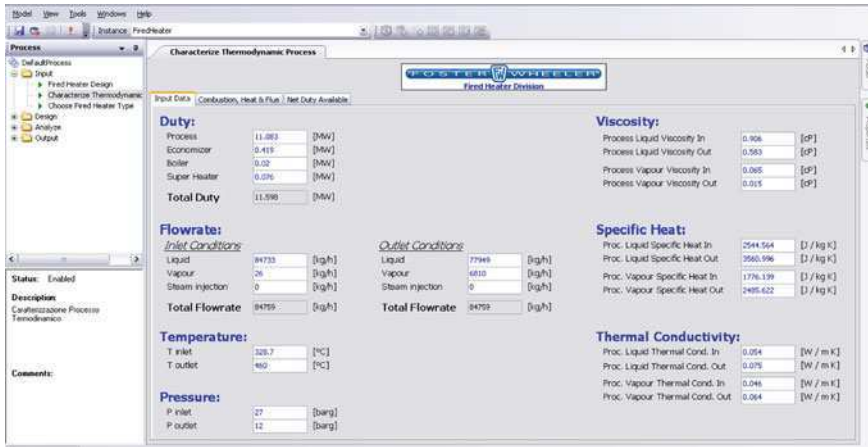 Model View Tools Windows Help
Instance FiredHeater
Process
DefaultProcess
Input
Fired Heater Design
Characterize Thermodynamic
Choose Fired Heater Type
Design
Analyze
Output
Status: Enabled
Description:
Caratterizzazione Processo
Termodinamico
Comments:
Characterize Thermodynamic Process
FOSTER WHEELER
Fired Heater Division
Input Data Combustion, Heat & Flue Net Duty Available
Duty:
Process 11.083 [MW]
Economizer 0.419 [MW]
Boiler 0.02 [MW]
Super Heater 0.076 [MW]
Total Duty 11.598 [MW]
Flowrate:
Inlet Conditions Outlet Conditions
Liquid 84733 [kg/h] Liquid 77949 [kg/h]
Vapour 26 [kg/h] Vapour 6810 [kg/h]
Steam injection 0 [kg/h] Steam injection 0 [kg/h]
Total Flowrate 84759 [kg/h] Total Flowrate 84759 [kg/h]
Temperature:
T inlet 328.7 [ºC]
T outlet 460 [ºC]
Pressure:
P inlet 27 [barg]
P outlet 12 [barg]
Viscosity:
Process Liquid Viscosity In 0.906 [cP]
Process Liquid Viscosity Out 0.583 [cP]
Process Vapour Viscosity In 0.065 [cP]
Process Vapour Viscosity Out 0.015 [cP]
Specific Heat:
Proc. Liquid Specific Heat In 2544.564 [J / kg K]
Proc. Liquid Specific Heat Out 3560.996 [J / kg K]
Proc. Vapour Specific Heat In 1776.139 [J / kg K]
Proc. Vapour Specific Heat Out 2485.622 [J / kg K]
Thermal Conductivity:
Proc. Liquid Thermal Cond. In 0.054 [W / m K]
Proc. Liquid Thermal Cond. Out 0.075 [W / m K]
Proc. Vapour Thermal Cond. In 0.046 [W / m K]
Proc. Vapour Thermal Cond. Out 0.064 [W / m K]